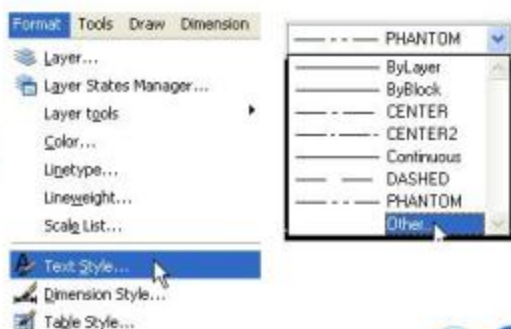 Format Tools Draw Dimension
Layer...
Layer States Manager...
Layer tools
Color...
Linetype...
Lineweight...
Scale List...
Text Style...
Dimension Style...
Table Style...
PHANTOM
ByLayer
ByBlock
CENTER
CENTER2
Continuous
DASHED
PHANTOM
Other...